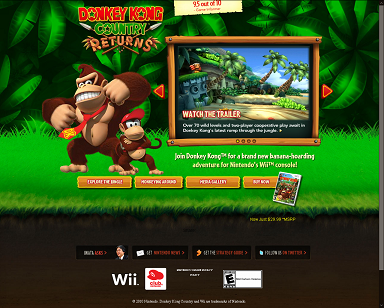 9.5 out of 10
DONKEY KONG
COUNTRY
RETURNS
WATCH THE TRAILER
Over 70 wild levels and two-player cooperative play await in
Donkey Kong's latest romp through the jungle.
Join Donkey Kong™ for a brand new banana-hoarding
adventure for Nintendo's Wii™ console!
EXPLORE THE JUNGLE
MONKEYING AROUND
MEDIA GALLERY
BUY NOW
Now Just $29.99 *MSRP
IWATA ASKS >
GET NINTENDO NEWS >
GET THE STRATEGY GUIDE >
FOLLOW US ON TWITTER >
Wii
club
E
© 2010 Nintendo. Donkey Kong Country and Wii are trademarks of Nintendo.